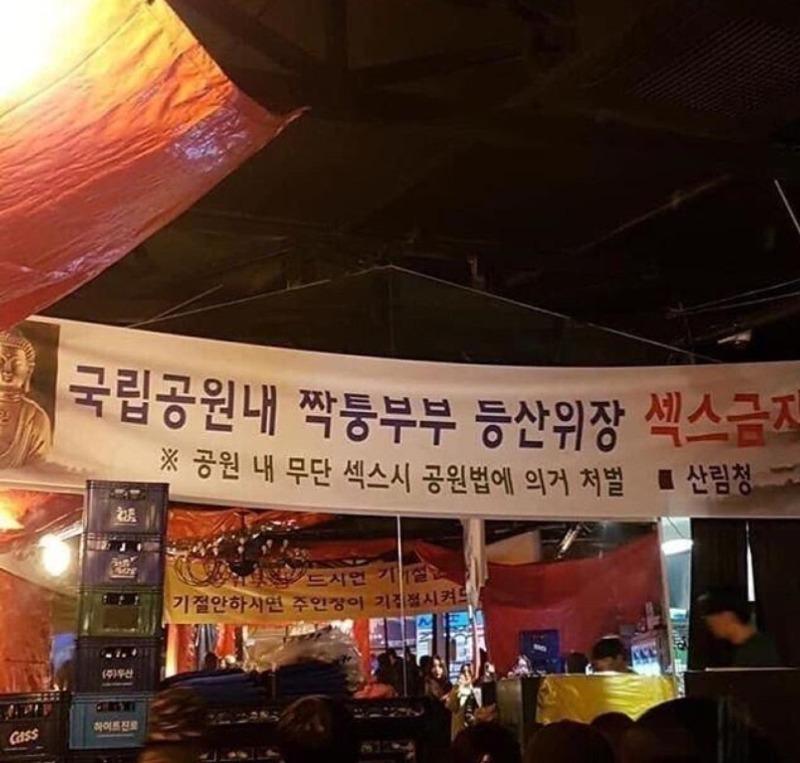 국립공원내 짝퉁부부 등산위장 섹스금지
※ 공원 내 무단 섹스시 공원법에 의거 처벌 ■ 산림청
드시면
기절안하시면 주인장이 기절시켜드
(주)두산
Cass
하이트진로